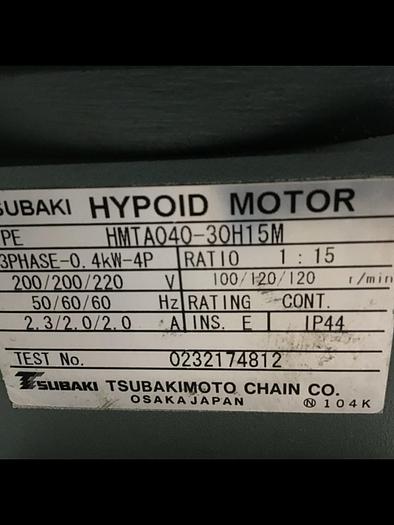 SUBAKI HYPOID MOTOR
PE HMTA040-30H15M
3PHASE-0.4kW-4P RATIO 1:15
200/200/220 V 100/120/120 r/min
50/60/60 Hz RATING CONT.
2.3/2.0/2.0 A INS. E IP44
TEST No. 0232174812
TSUBAKI TSUBAKIMOTO CHAIN CO.
OSAKA JAPAN Ⓝ 104K